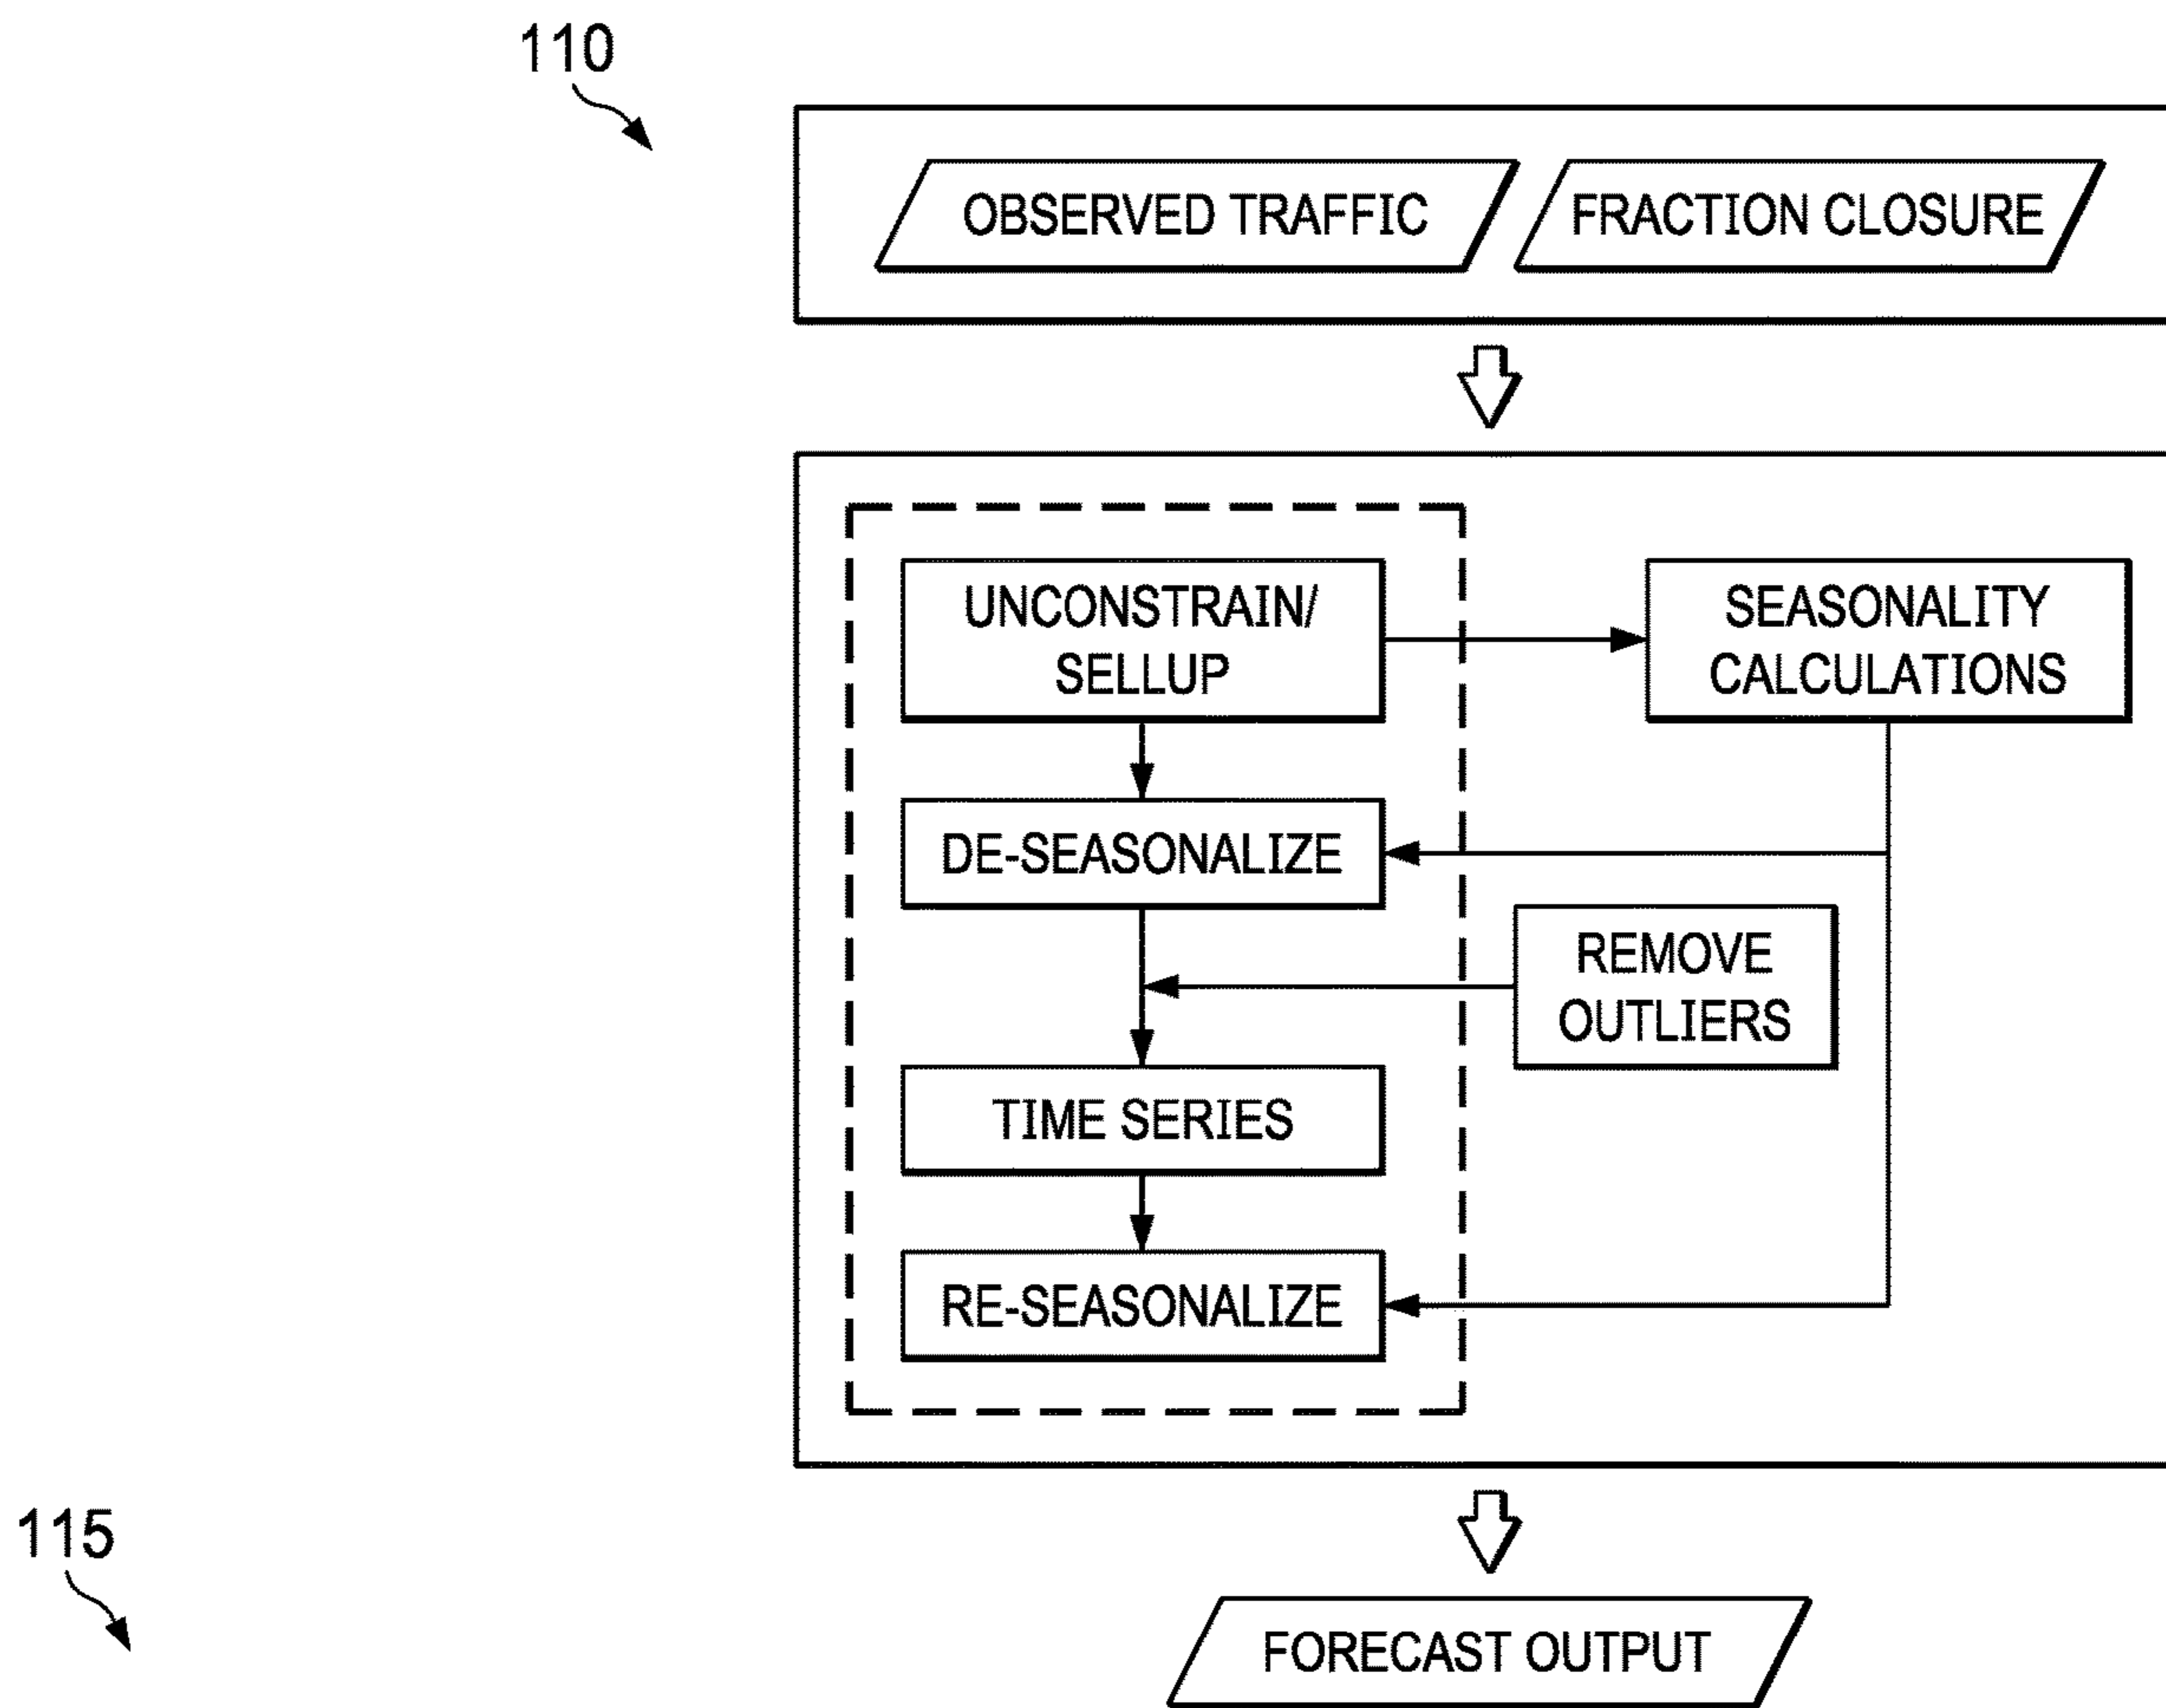 110
OBSERVED TRAFFIC
FRACTION CLOSURE
UNCONSTRAIN/
SELLUP
SEASONALITY
CALCULATIONS
DE-SEASONALIZE
REMOVE
OUTLIERS
TIME SERIES
RE-SEASONALIZE
115
FORECAST OUTPUT